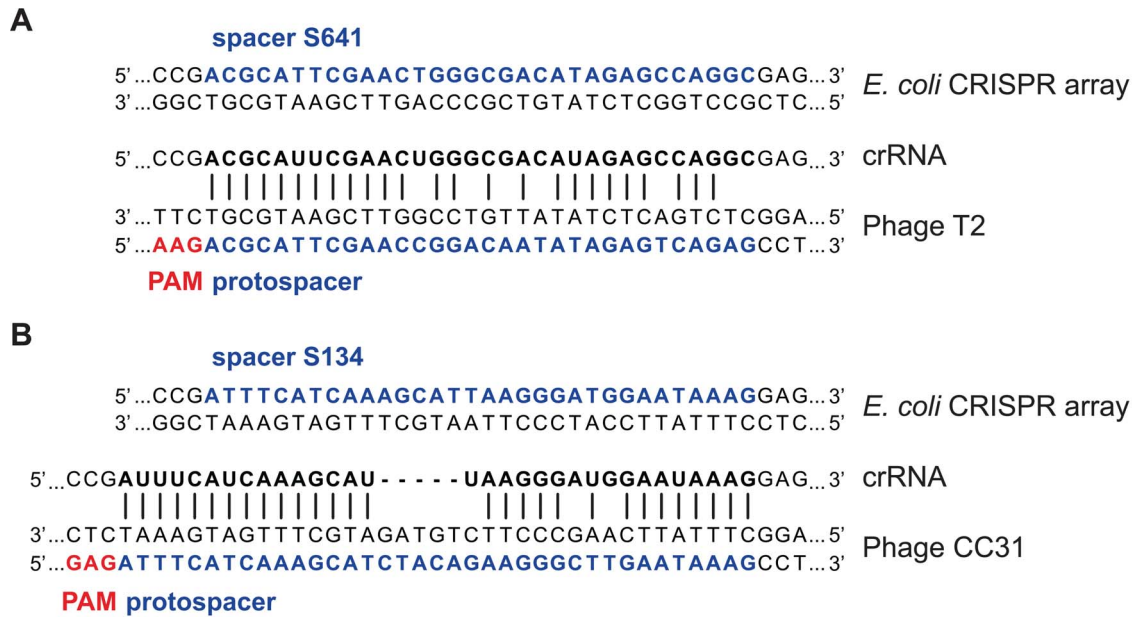 A
spacer S641
5’...CCGACGCATTCGAACTGGGCGACATAGAGCCAGGCGAG...3’
3’...GGCTGCGTAAGCTTGACCCGCTGTATCTCGGTCCGCTC...5’
E. coli CRISPR array
5’...CCGACGCAUUCGAACUGGGCGACAUAGAGCCAGGCGAG...3’
crRNA
3’...TTCTGCGTAAGCTTGGCCTGTTATATCTCAGTCTCGGA...5’
5’...AAGACGCATTCGAACCGGACAATATAGAGTCAGAGCCT...3’
Phage T2
PAM protospacer
B
spacer S134
5’...CCGATTTCATCAAAGCATTAAGGGATGGAATAAAGGAG...3’
3’...GGCTAAAGTAGTTTCGTAATTCCCTACCTTATTTCCTC...5’
E. coli CRISPR array
5’...CCGAUUUCAUCAAAGCAU-----UAAGGGAUGGAAUAAAGGAG...3’
crRNA
3’...CTCTAAAGTAGTTTCGTAGATGTCTTCCCGAACTTATTTCGGA...5’
5’...GAGATTTCATCAAAGCATCTACAGAAGGGCTTGAATAAAGCCT...3’
Phage CC31
PAM protospacer